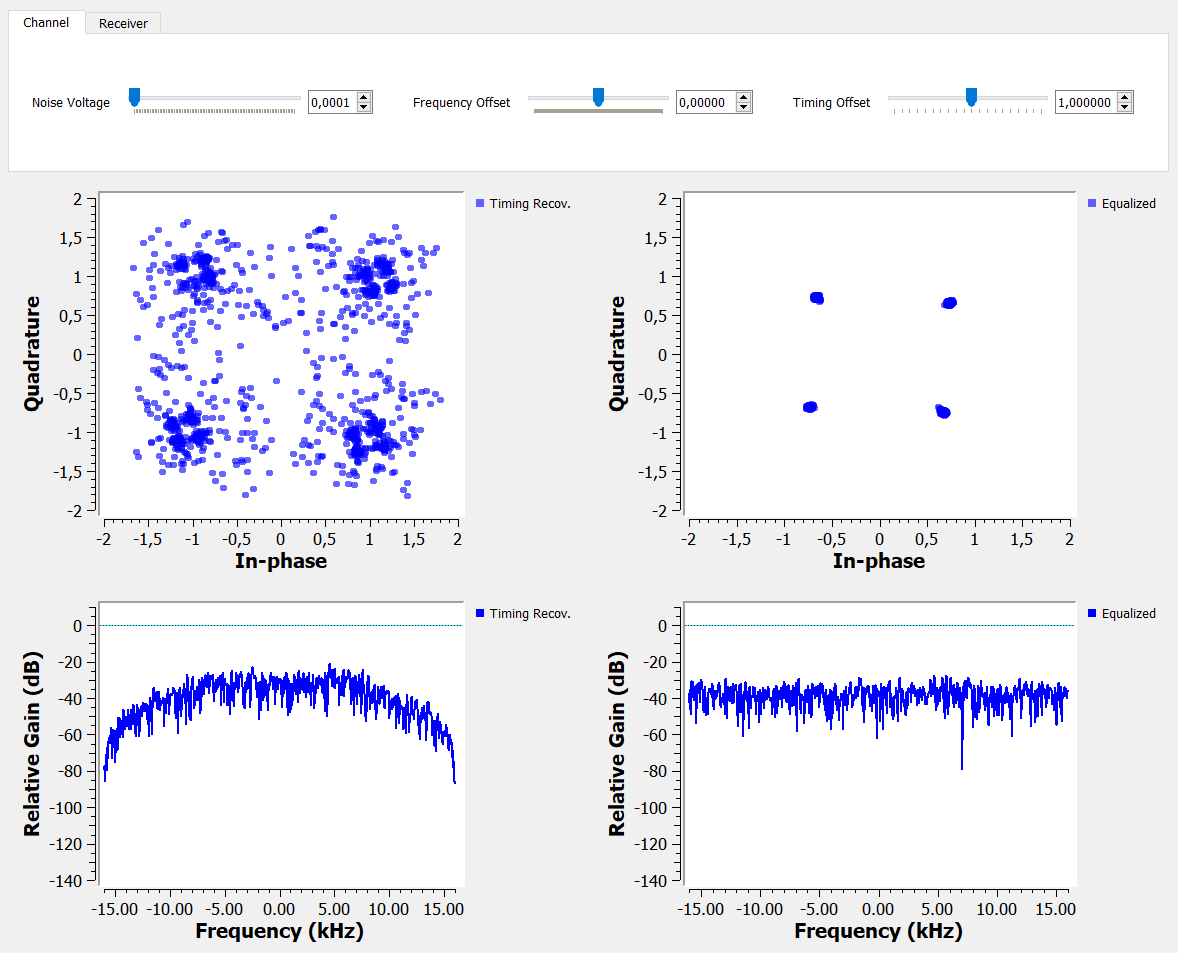 Channel Receiver
Noise Voltage 0,0001 Frequency Offset 0,00000 Timing Offset 1,000000
Timing Recov.
2
1,5
1
0,5
0
-0,5
-1
-1,5
-2
Quadrature
-2 -1,5 -1 -0,5 0 0,5 1 1,5 2
In-phase
Equalized
2
1,5
1
0,5
0
-0,5
-1
-1,5
-2
Quadrature
-2 -1,5 -1 -0,5 0 0,5 1 1,5 2
In-phase
Timing Recov.
0
-20
-40
-60
-80
-100
-120
-140
Relative Gain (dB)
-15.00 -10.00 -5.00 0.00 5.00 10.00 15.00
Frequency (kHz)
Equalized
0
-20
-40
-60
-80
-100
-120
-140
Relative Gain (dB)
-15.00 -10.00 -5.00 0.00 5.00 10.00 15.00
Frequency (kHz)